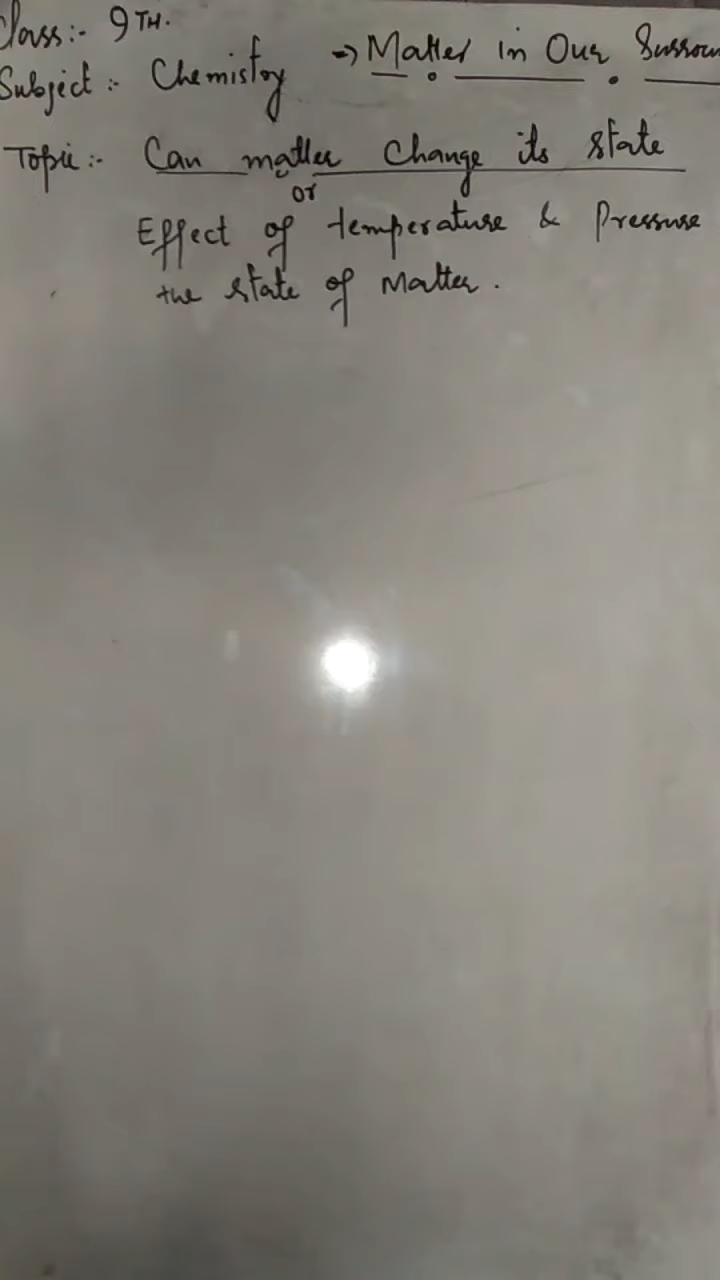 Class:- 9TH.
Subject:- Chemistry → Matter in Our Surroun
Topic:- Can matter change its state
or
Effect of temperature & Pressure
the state of Matter.